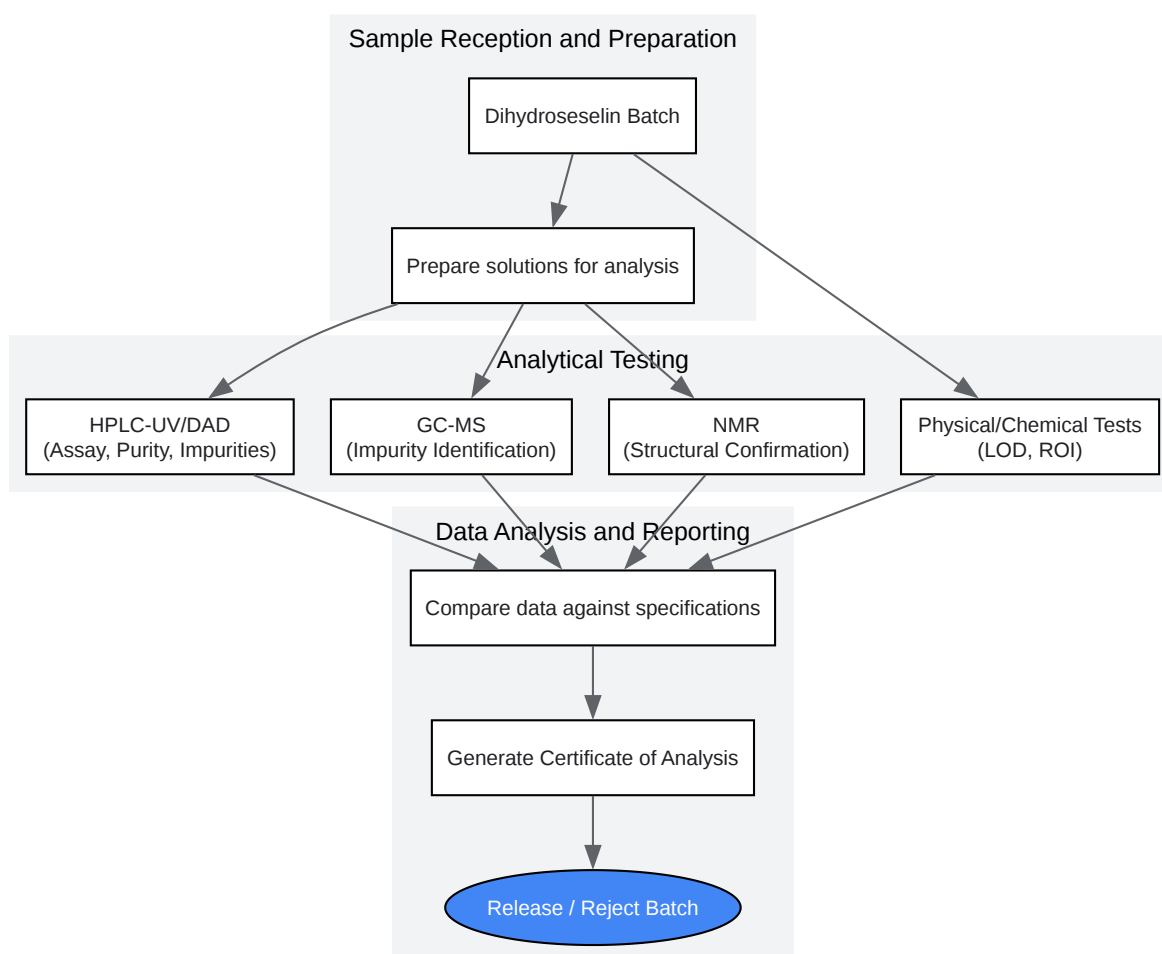 Sample Reception and Preparation
Dihydroseselin Batch
Prepare solutions for analysis
Analytical Testing
HPLC-UV/DAD
(Assay, Purity, Impurities)
GC-MS
(Impurity Identification)
NMR
(Structural Confirmation)
Physical/Chemical Tests
(LOD, ROI)
Data Analysis and Reporting
Compare data against specifications
Generate Certificate of Analysis
Release / Reject Batch